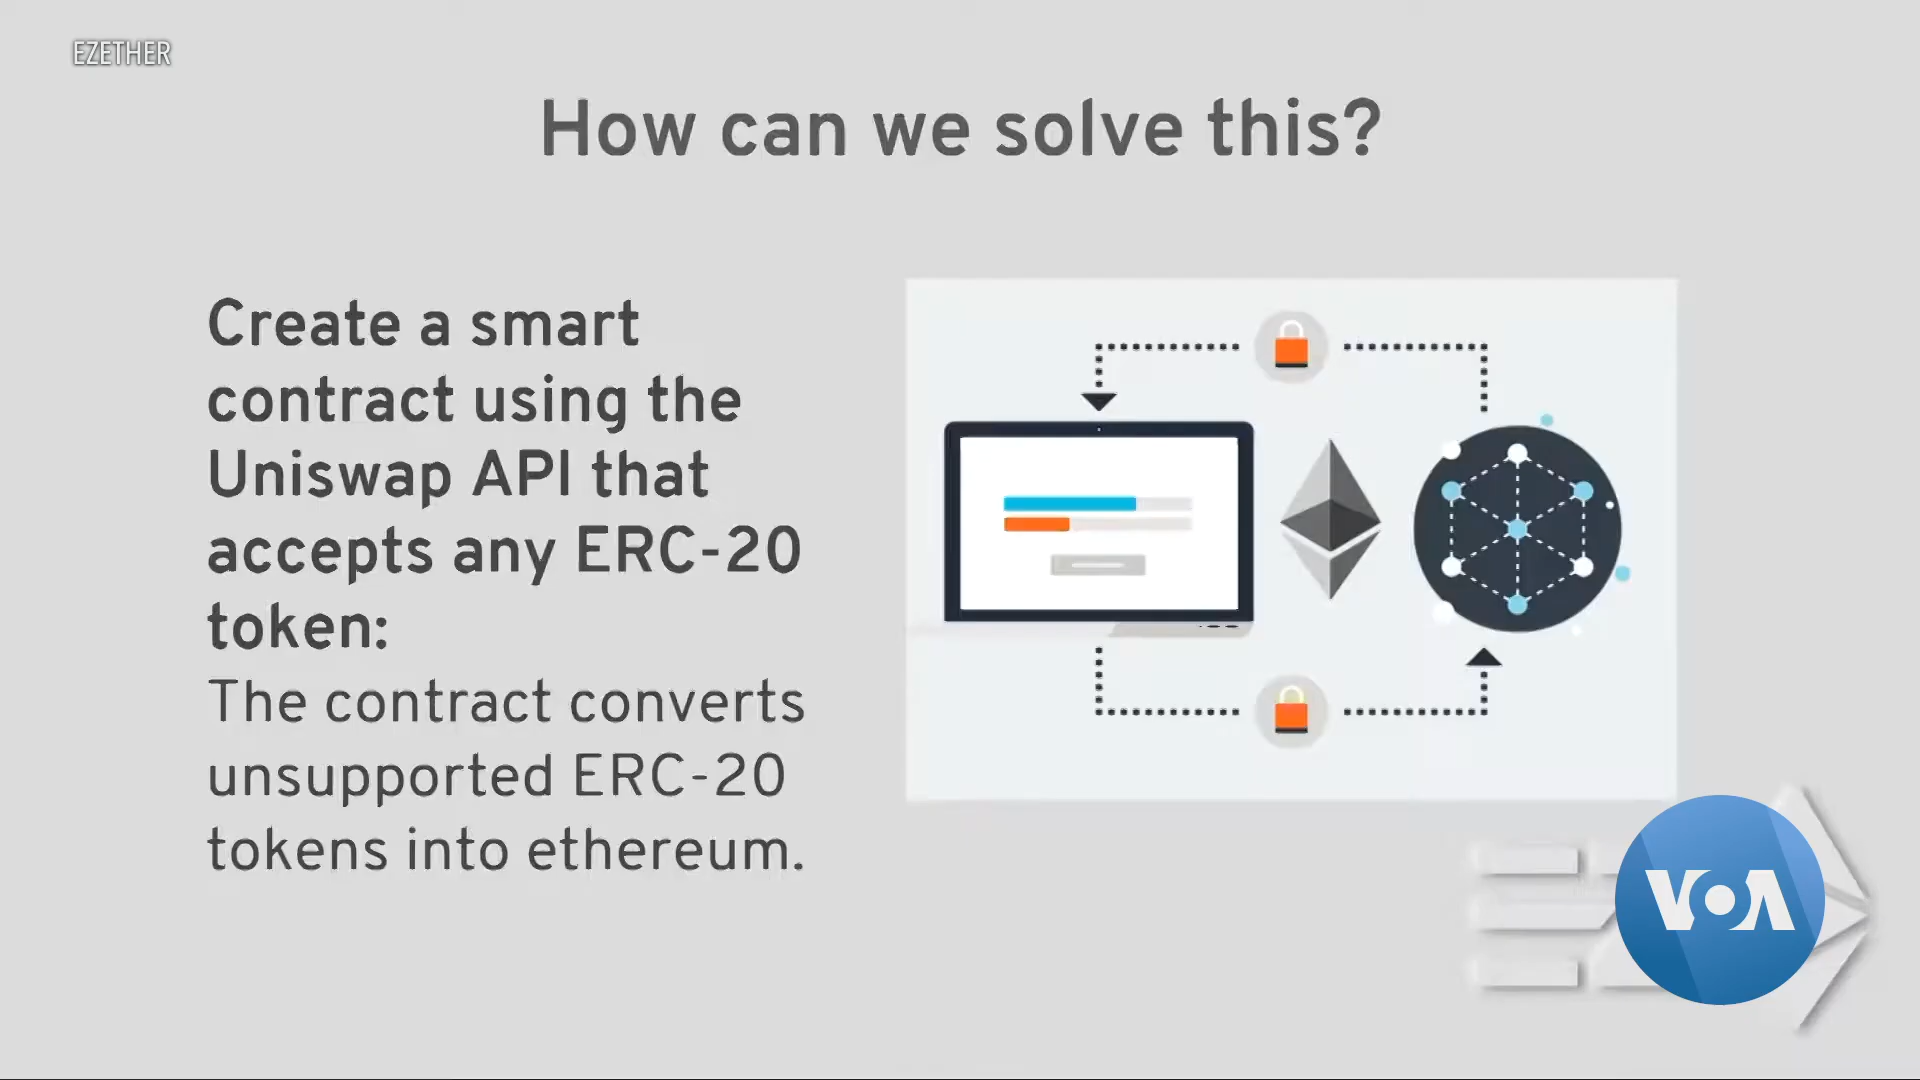 EZETHER
How can we solve this?
Create a smart
contract using the
Uniswap API that
accepts any ERC-20
token:
The contract converts
unsupported ERC-20
tokens into ethereum.
VOA